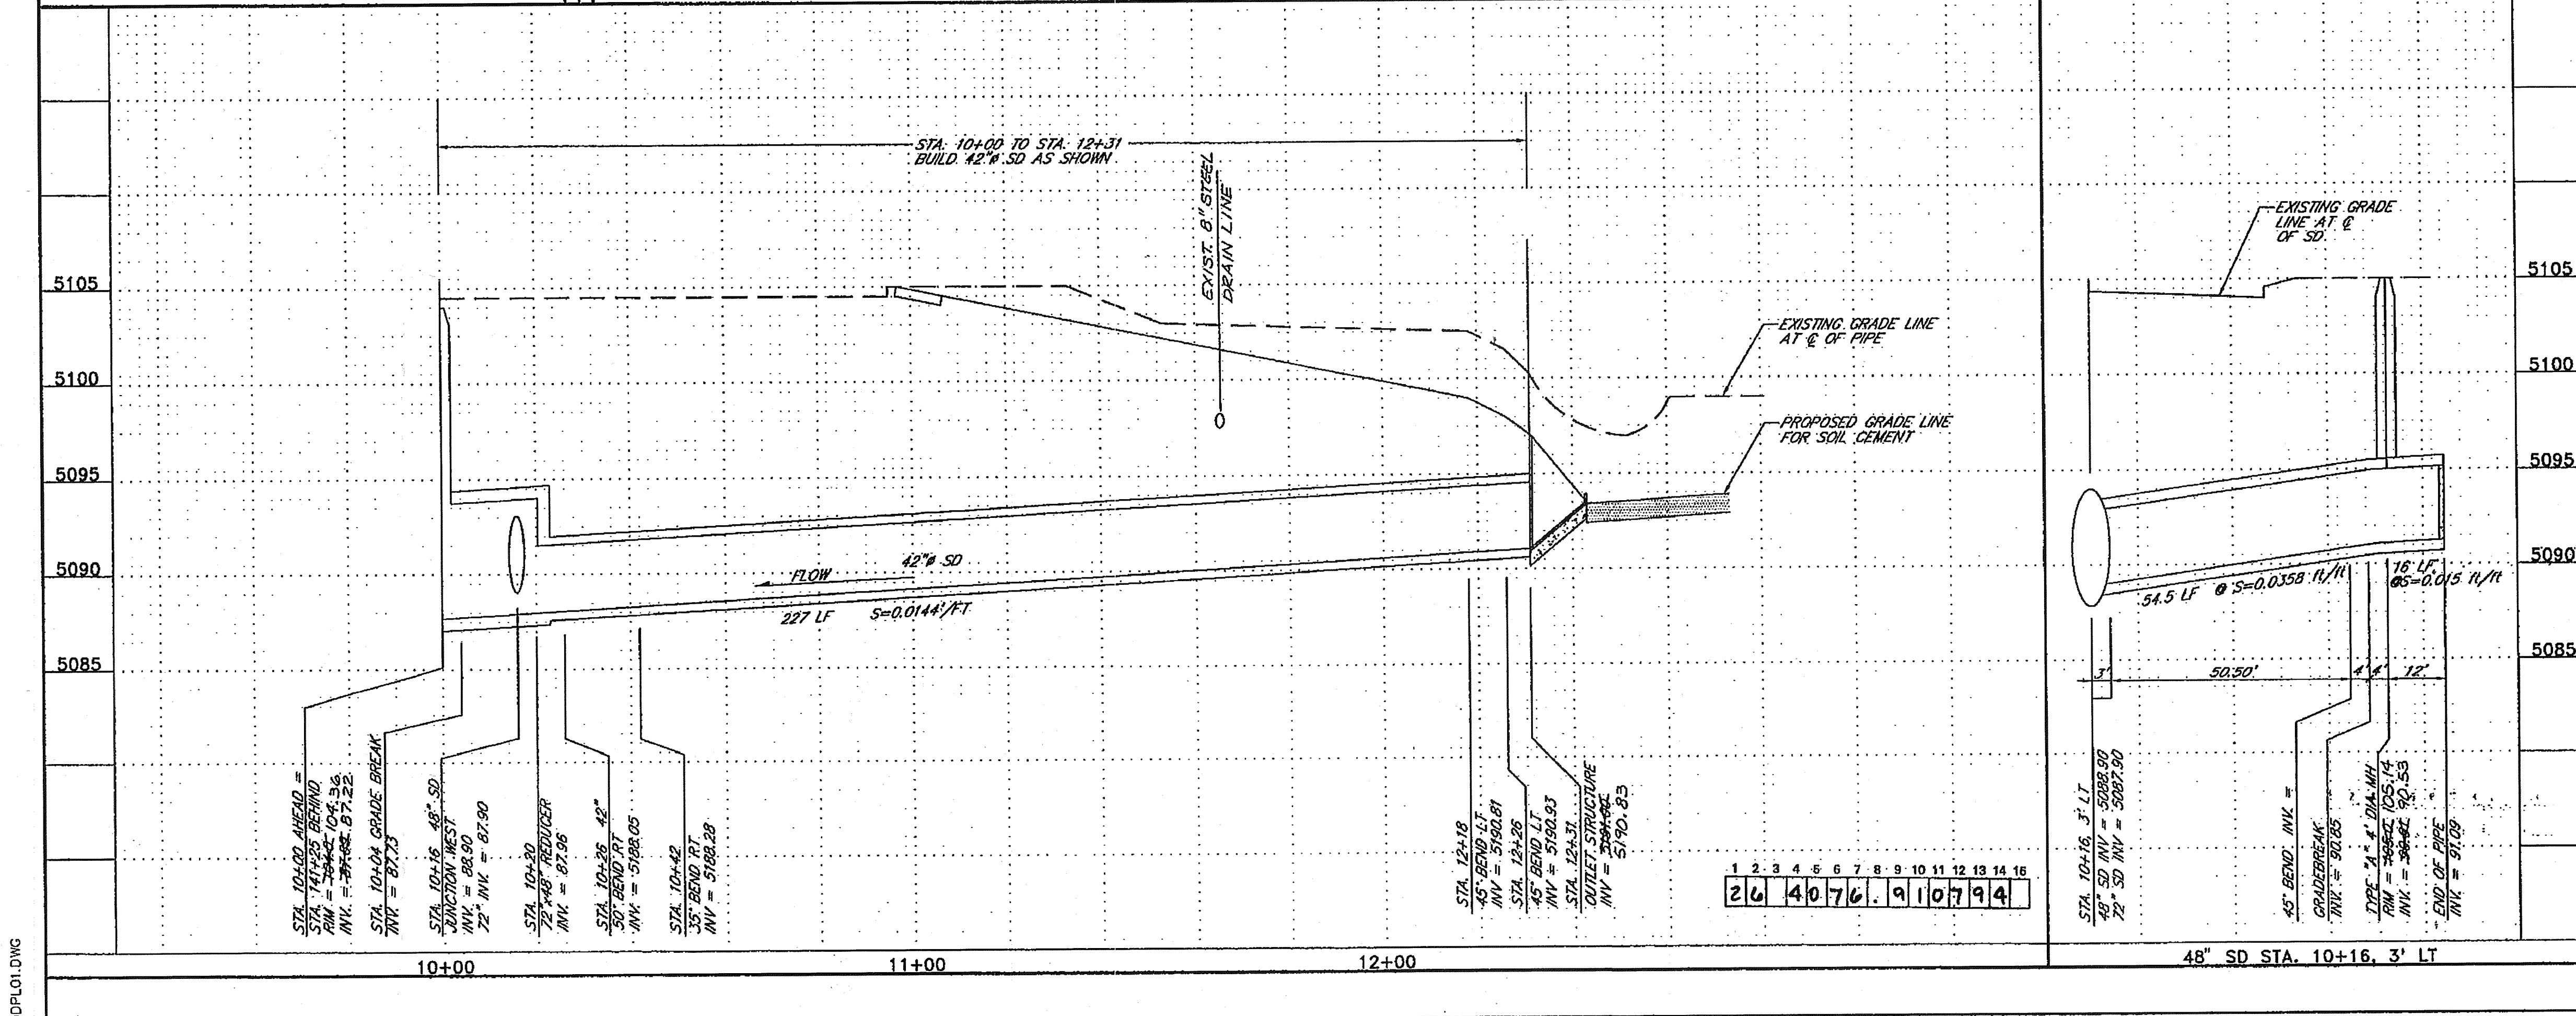 STA. 10+00 TO STA. 12+31
BUILD 42"ø SD AS SHOWN
EXIST. 8" STEEL
DRAIN LINE
EXISTING GRADE LINE
AT ℄ OF PIPE
PROPOSED GRADE LINE
FOR SOIL CEMENT
EXISTING GRADE
LINE AT ℄
OF SD
5105
5100
5095
5090
5085
5105
5100
5095
5090
5085
42"ø SD
FLOW
227 LF S=0.0144'/FT
54.5 LF @ S=0.0358 ft/ft
16 LF
@S=0.015 ft/ft
3'
50.50'
4'
4'
12'
STA. 10+00 AHEAD =
STA. 141+25 BEHIND
RIM = 104.36
INV. = 87.22
STA. 10+04 GRADE BREAK
INV. = 87.73
STA. 10+16 48" SD
JUNCTION WEST
INV. = 88.90
72" INV. = 87.90
STA. 10+20
72"x48" REDUCER
INV. = 87.96
STA. 10+26 42"
50° BEND RT
INV. = 5188.05
STA. 10+42
35° BEND RT.
INV = 5188.28
STA. 12+18
45° BEND LT
INV = 5190.81
STA. 12+26
45° BEND LT
INV = 5190.93
STA. 12+31
OUTLET STRUCTURE
INV =
5190.83
1 2 3 4 5 6 7 8 9 10 11 12 13 14 16
26 4076.910794
STA. 10+16, 3' LT
48" SD INV = 5088.90
72" SD INV = 5087.90
45° BEND INV. =
GRADEBREAK
INV. = 90.85
TYPE "A" 4' DIA. MH
RIM = 105.14
INV. = 90.53
END OF PIPE
INV. = 91.09
10+00
11+00
12+00
48" SD STA. 10+16, 3' LT
DPL01.DWG